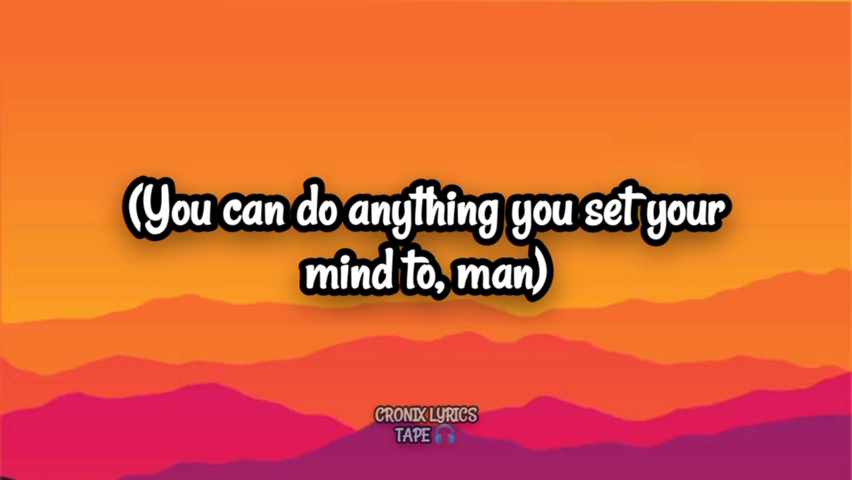 (You can do anything you set your
mind to, man)
CRONIX LYRICS
TAPE🎧